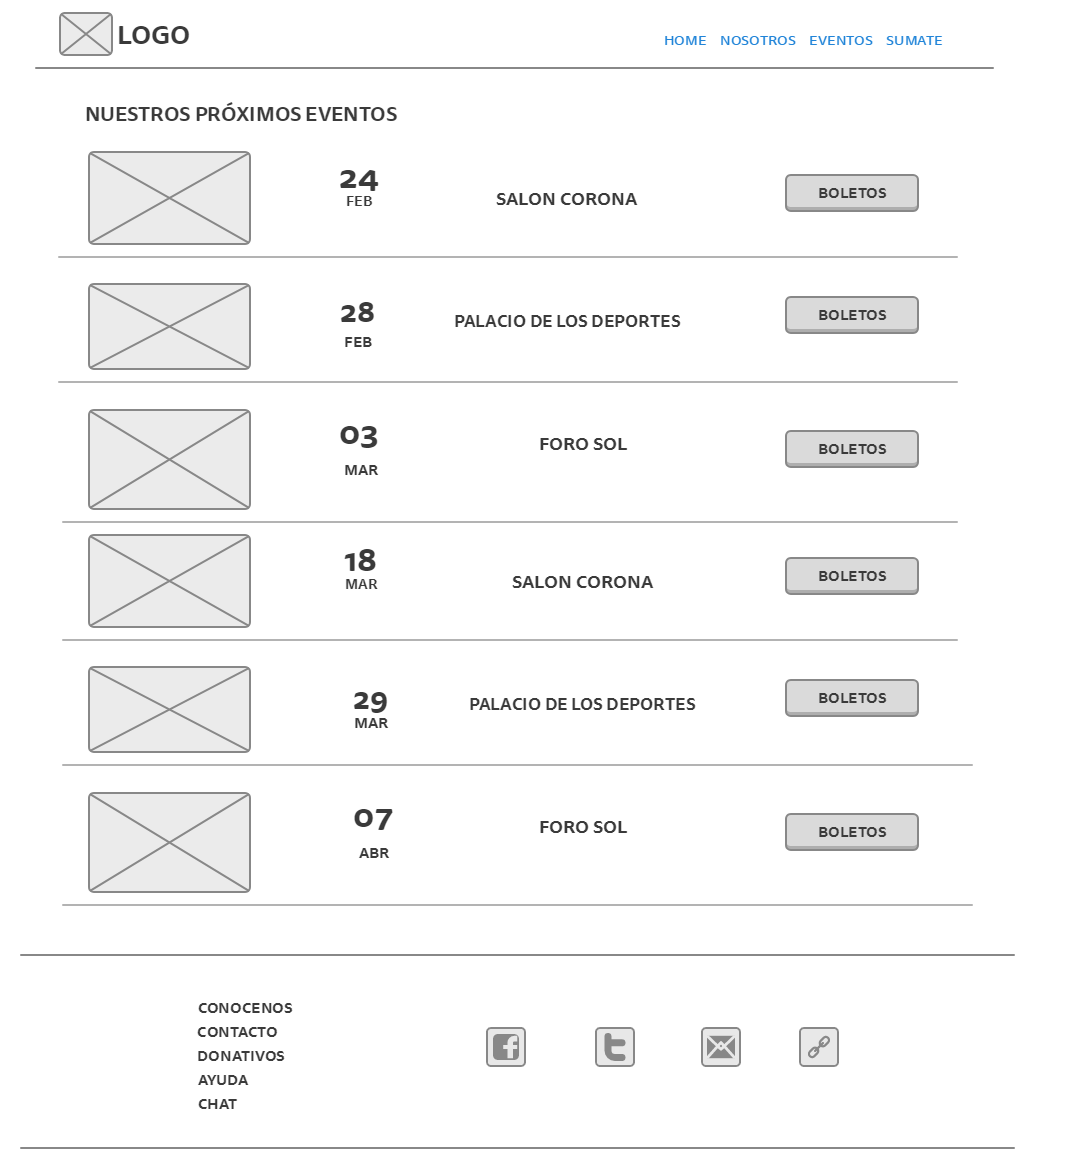 LOGO
HOME NOSOTROS EVENTOS SUMATE
NUESTROS PRÓXIMOS EVENTOS
24
FEB
SALON CORONA
BOLETOS
28
FEB
PALACIO DE LOS DEPORTES
BOLETOS
03
MAR
FORO SOL
BOLETOS
18
MAR
SALON CORONA
BOLETOS
29
MAR
PALACIO DE LOS DEPORTES
BOLETOS
07
ABR
FORO SOL
BOLETOS
CONOCENOS
CONTACTO
DONATIVOS
AYUDA
CHAT